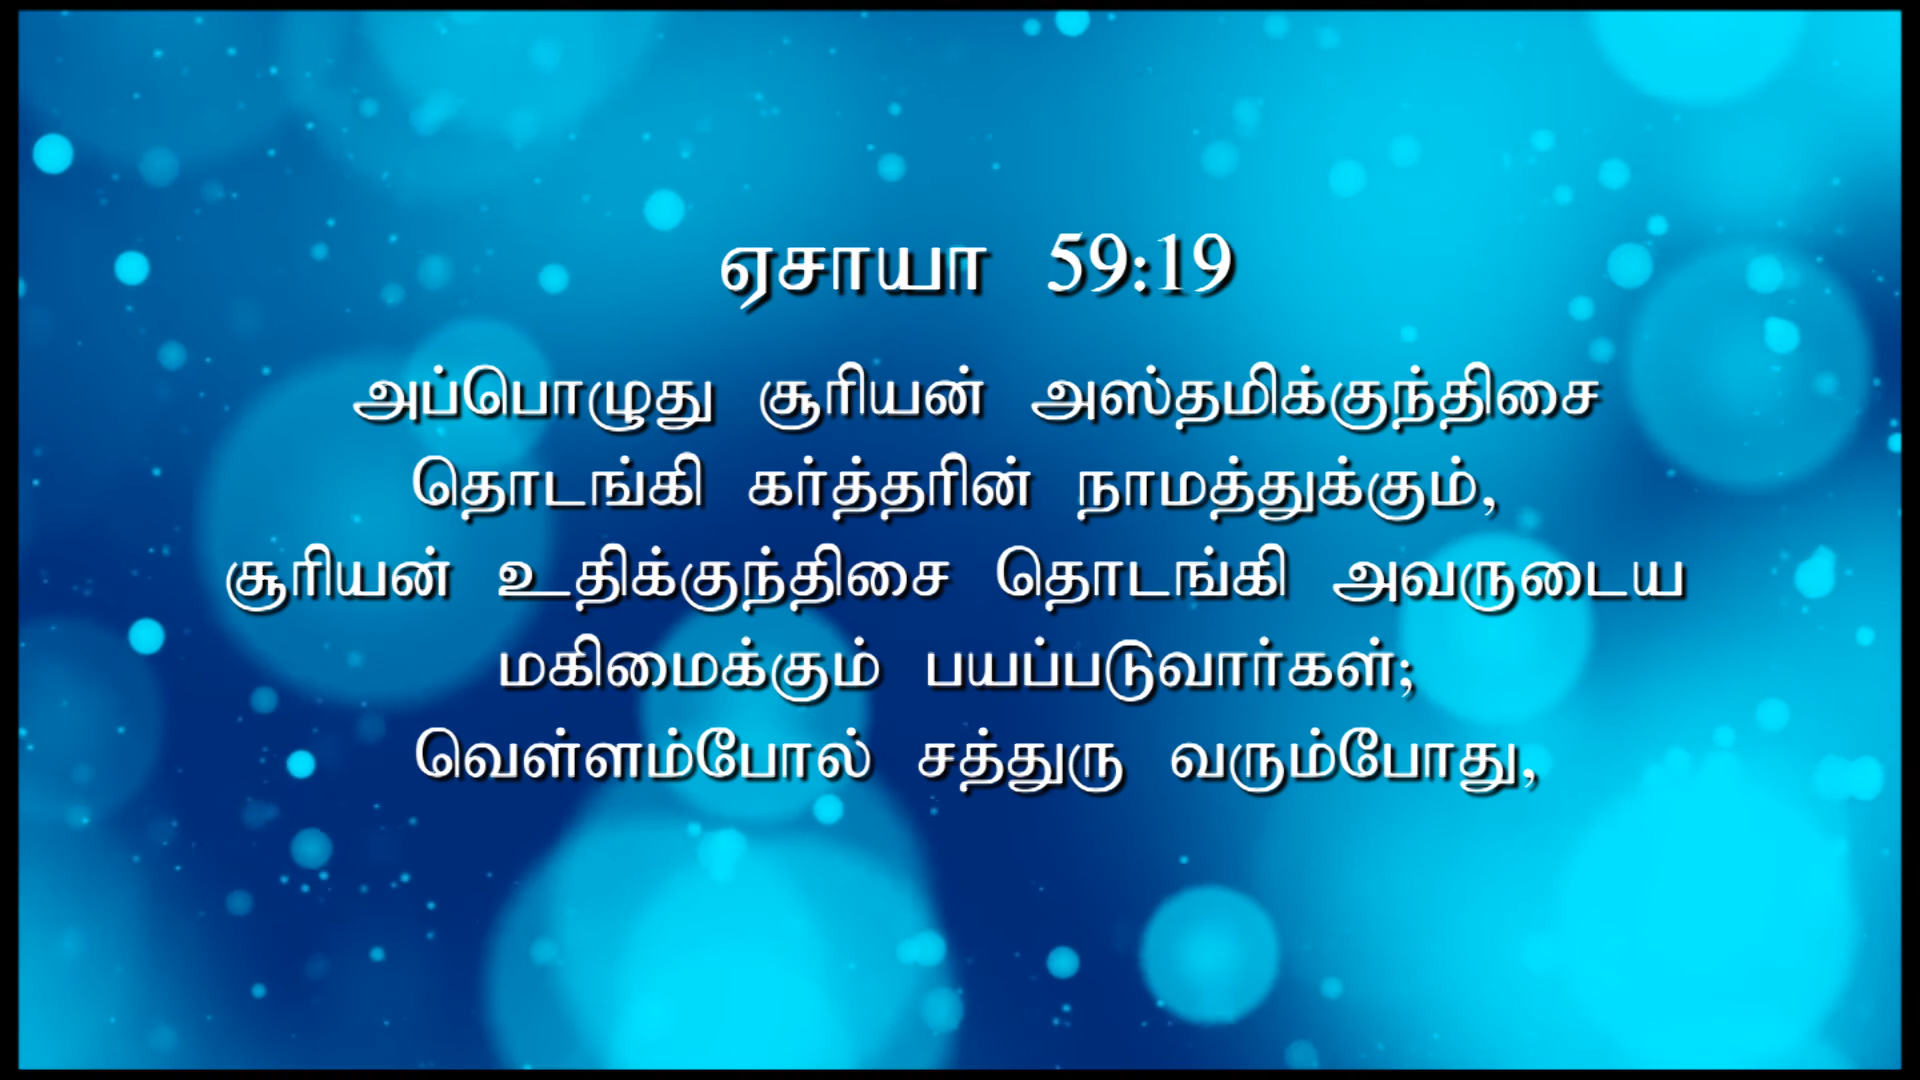 ஏசாயா 59:19
அப்பொழுது சூரியன் அஸ்தமிக்குந்திசை
தொடங்கி கர்த்தரின் நாமத்துக்கும்,
சூரியன் உதிக்குந்திசை தொடங்கி அவருடைய
மகிமைக்கும் பயப்படுவார்கள்;
வெள்ளம்போல் சத்துரு வரும்போது,